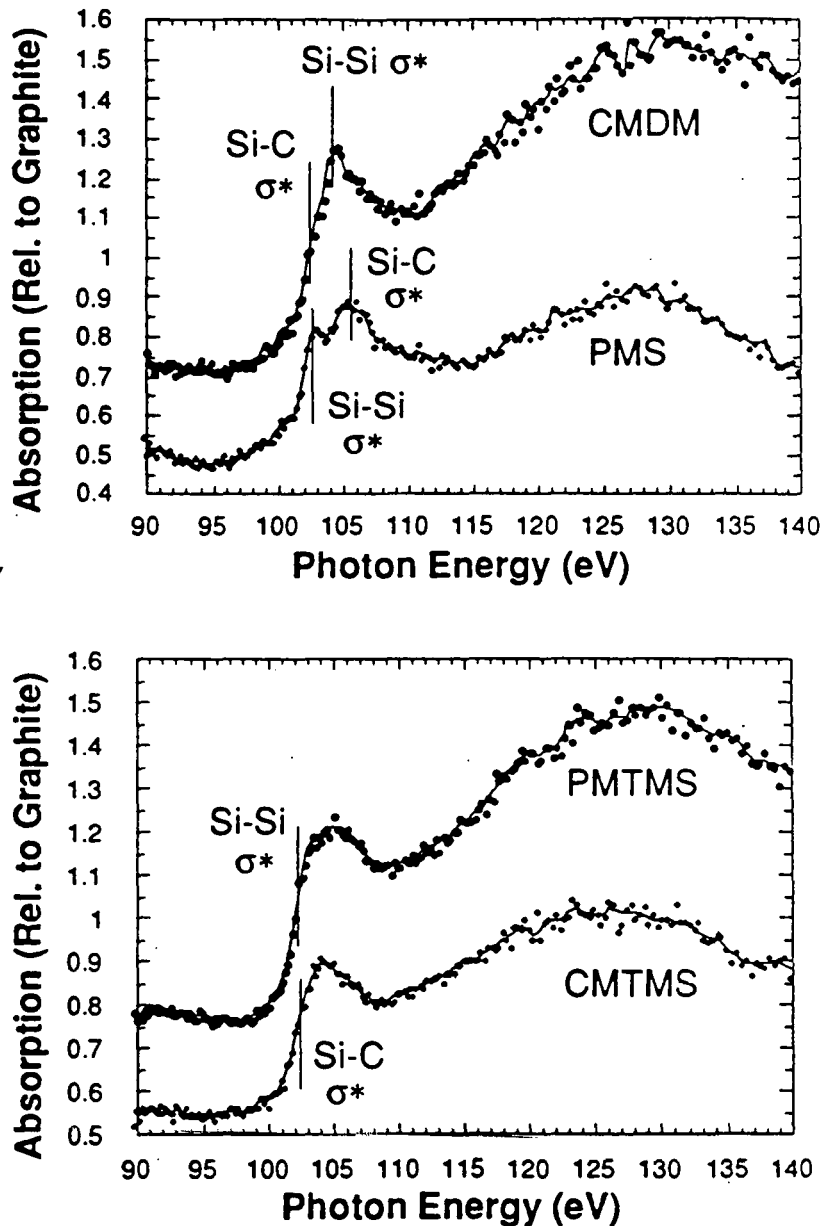 Absorption (Rel. to Graphite)
1.6
1.5
1.4
1.3
1.2
1.1
1
0.9
0.8
0.7
0.6
0.5
0.4
Si-Si σ*
Si-C
σ*
CMDM
Si-C
σ*
PMS
Si-Si
σ*
90 95 100 105 110 115 120 125 130 135 140
Photon Energy (eV)
Absorption (Rel. to Graphite)
1.6
1.5
1.4
1.3
1.2
1.1
1
0.9
0.8
0.7
0.6
0.5
Si-Si
σ*
PMTMS
CMTMS
Si-C
σ*
90 95 100 105 110 115 120 125 130 135 140
Photon Energy (eV)